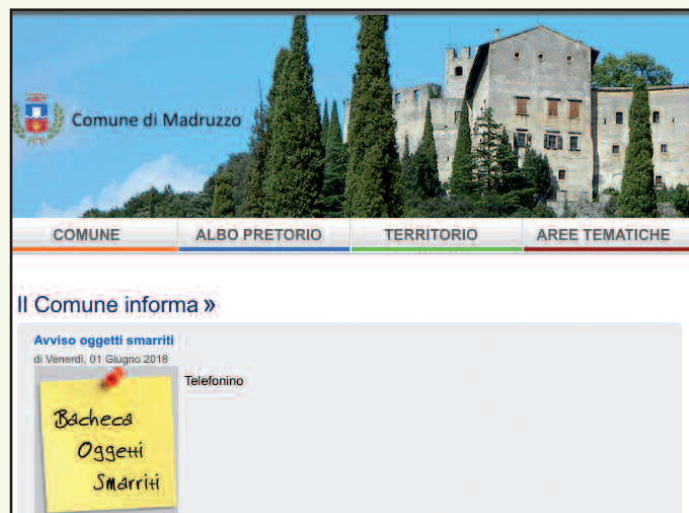 Comune di Madruzzo
COMUNE
ALBO PRETORIO
TERRITORIO
AREE TEMATICHE
Il Comune informa »
Avviso oggetti smarriti
di Venerdì, 01 Giugno 2018
Telefonino
Bacheca
Oggetti
Smarriti